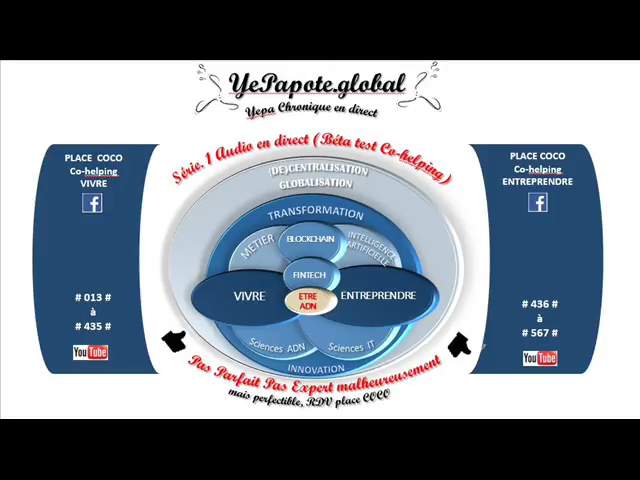 YePapote.global
Yepa Chronique en direct
Série.1 Audio en direct (Béta test Co-helping)
PLACE COCO
Co-helping
VIVRE
f
# 013 #
à
# 435 #
YouTube
(DE)CENTRALISATION
GLOBALISATION
TRANSFORMATION
METIER
BLOCKCHAIN
INTELLIGENCE
ARTIFICIELLE
FINTECH
VIVRE
ETRE
ADN
ENTREPRENDRE
Sciences ADN
Sciences IT
INNOVATION
PLACE COCO
Co-helping
ENTREPRENDRE
f
# 436 #
à
# 567 #
YouTube
Pas Parfait Pas Expert malheureusement
mais perfectible, RDV place COCO